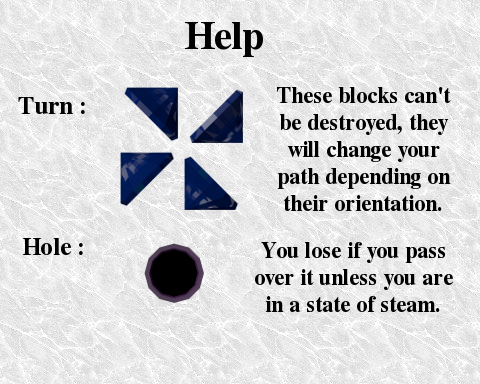 Help
Turn :
These blocks can't
be destroyed, they
will change your
path depending on
their orientation.
Hole :
You lose if you pass
over it unless you are
in a state of steam.